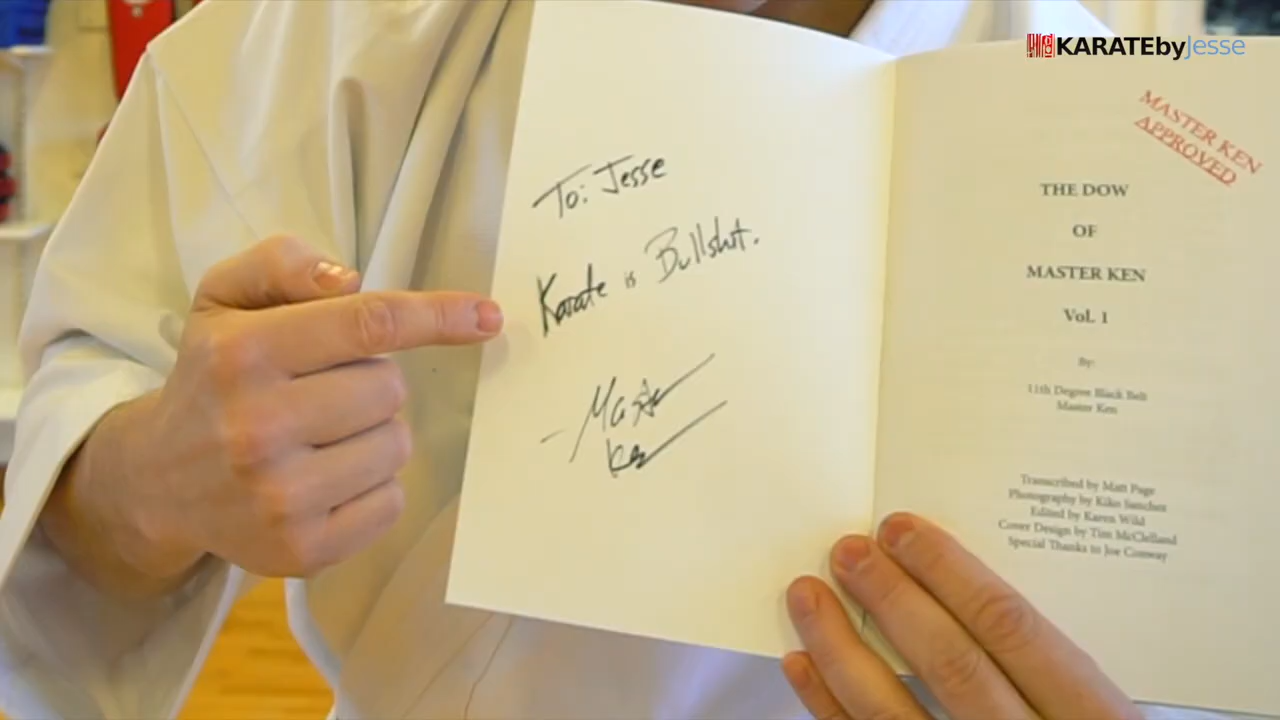 KARATEbyJesse
To: Jesse
Karate is Bullshit.
- Master
Ken
MASTER KEN
APPROVED
THE DOW
OF
MASTER KEN
Vol. 1
By:
11th Degree Black Belt
Master Ken
Transcribed by Matt Page
Photography by Kiko Sanchez
Edited by Karen Wild
Cover Design by Tim McClelland
Special Thanks to Joe Conway